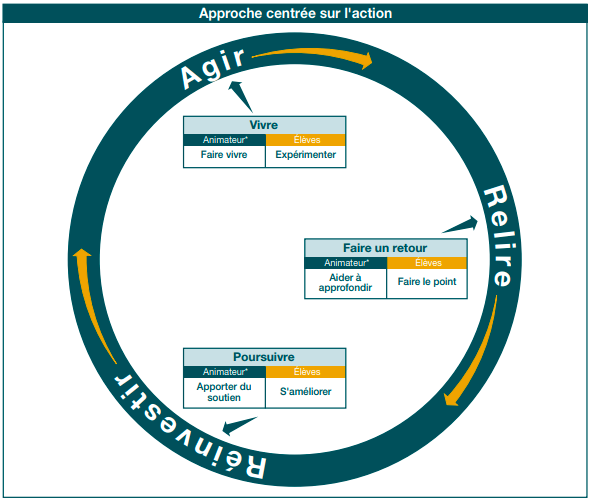 Approche centrée sur l'action
Agir
Vivre
Animateur* Élèves
Faire vivre Expérimenter
Relire
Faire un retour
Animateur* Élèves
Aider à
approfondir
Faire le point
Poursuivre
Animateur* Élèves
Apporter du
soutien
S'améliorer
Réinvestir